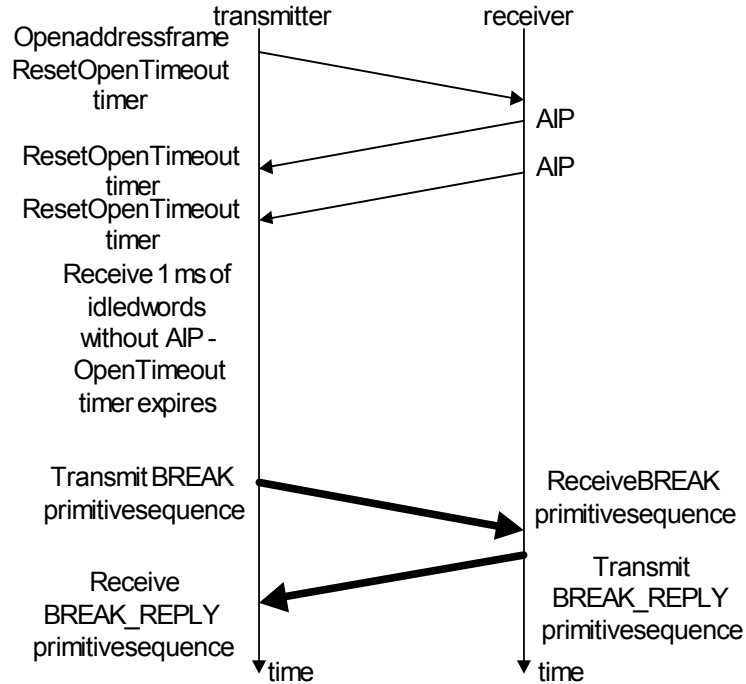 transmitter
receiver
Openaddressframe
ResetOpenTimeout
timer
AIP
ResetOpenTimeout
timer
AIP
ResetOpenTimeout
timer
Receive 1 ms of
idledwords
without AIP -
OpenTimeout
timer expires
Transmit BREAK
primitivesequence
ReceiveBREAK
primitivesequence
Receive
BREAK_REPLY
primitivesequence
Transmit
BREAK_REPLY
primitivesequence
time
time